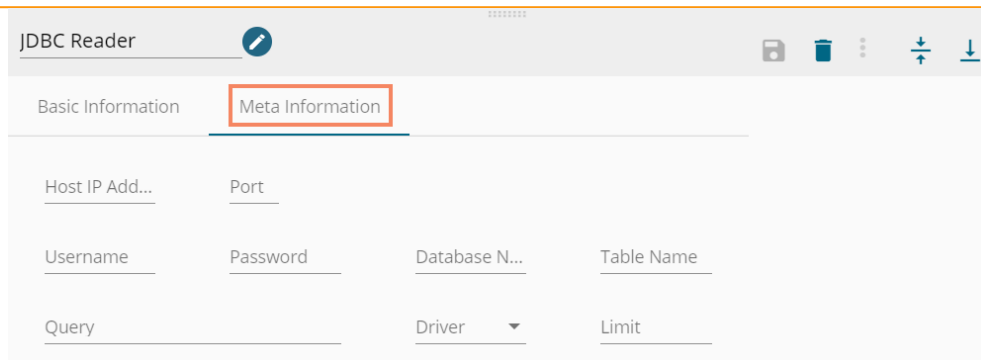 JDBC Reader
Basic Information Meta Information
Host IP Add... Port
Username Password Database N... Table Name
Query Driver Limit